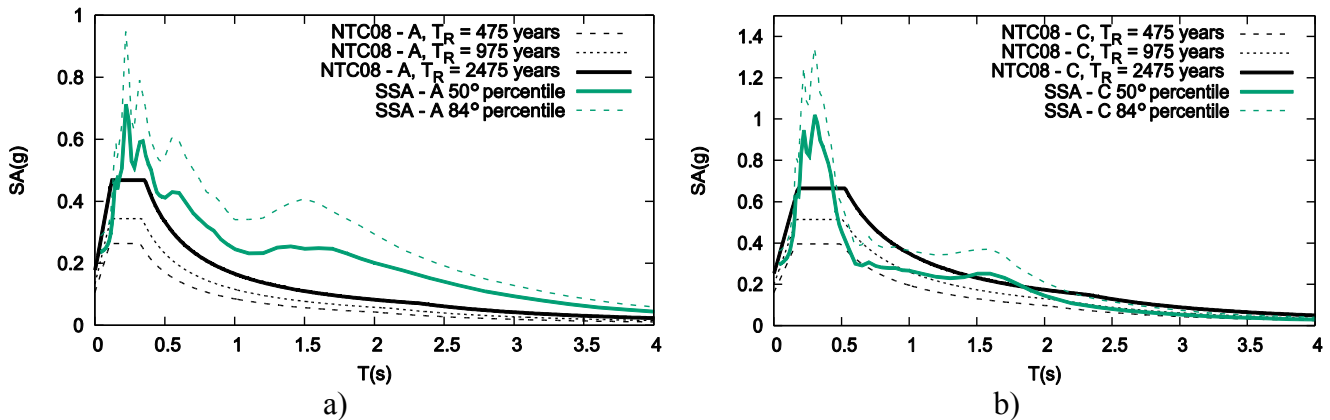 NTC08 - A, T_R = 475 years
NTC08 - A, T_R = 975 years
NTC08 - A, T_R = 2475 years
SSA - A 50º percentile
SSA - A 84º percentile
1
0.8
0.6
0.4
0.2
0
SA(g)
0 0.5 1 1.5 2 2.5 3 3.5 4
T(s)
a)
NTC08 - C, T_R = 475 years
NTC08 - C, T_R = 975 years
NTC08 - C, T_R = 2475 years
SSA - C 50º percentile
SSA - C 84º percentile
1.4
1.2
1
0.8
0.6
0.4
0.2
0
SA(g)
0 0.5 1 1.5 2 2.5 3 3.5 4
T(s)
b)